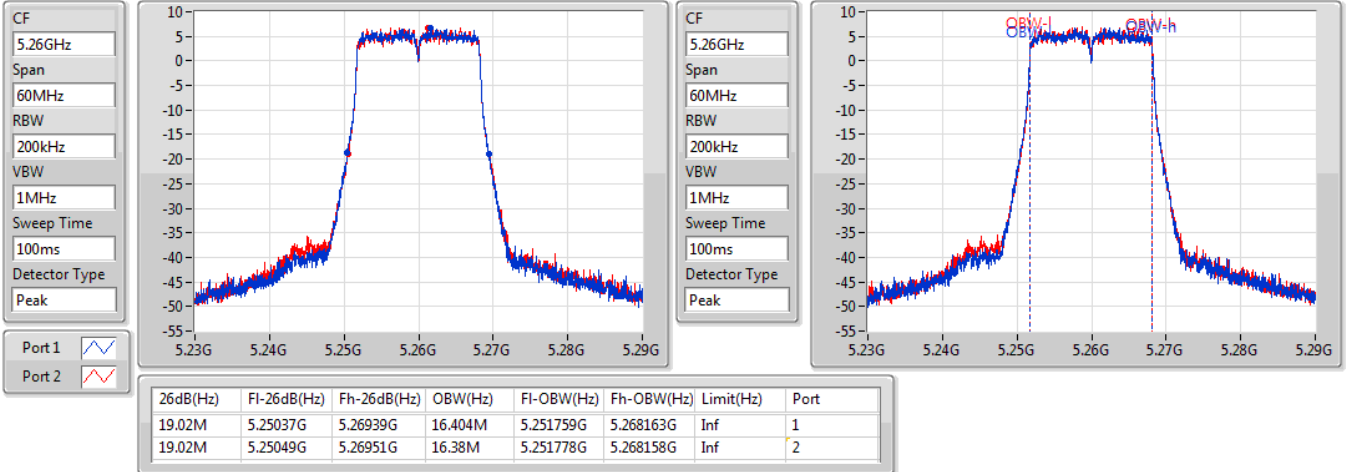 CF
5.26GHz
Span
60MHz
RBW
200kHz
VBW
1MHz
Sweep Time
100ms
Detector Type
Peak
Port 1
Port 2
10
5
0
-5
-10
-15
-20
-25
-30
-35
-40
-45
-50
-55
5.23G 5.24G 5.25G 5.26G 5.27G 5.28G 5.29G
CF
5.26GHz
Span
60MHz
RBW
200kHz
VBW
1MHz
Sweep Time
100ms
Detector Type
Peak
10
5
0
-5
-10
-15
-20
-25
-30
-35
-40
-45
-50
-55
OBW-l OBW-h
5.23G 5.24G 5.25G 5.26G 5.27G 5.28G 5.29G
26dB(Hz) Fl-26dB(Hz) Fh-26dB(Hz) OBW(Hz) Fl-OBW(Hz) Fh-OBW(Hz) Limit(Hz) Port
19.02M 5.25037G 5.26939G 16.404M 5.251759G 5.268163G Inf 1
19.02M 5.25049G 5.26951G 16.38M 5.251778G 5.268158G Inf 2